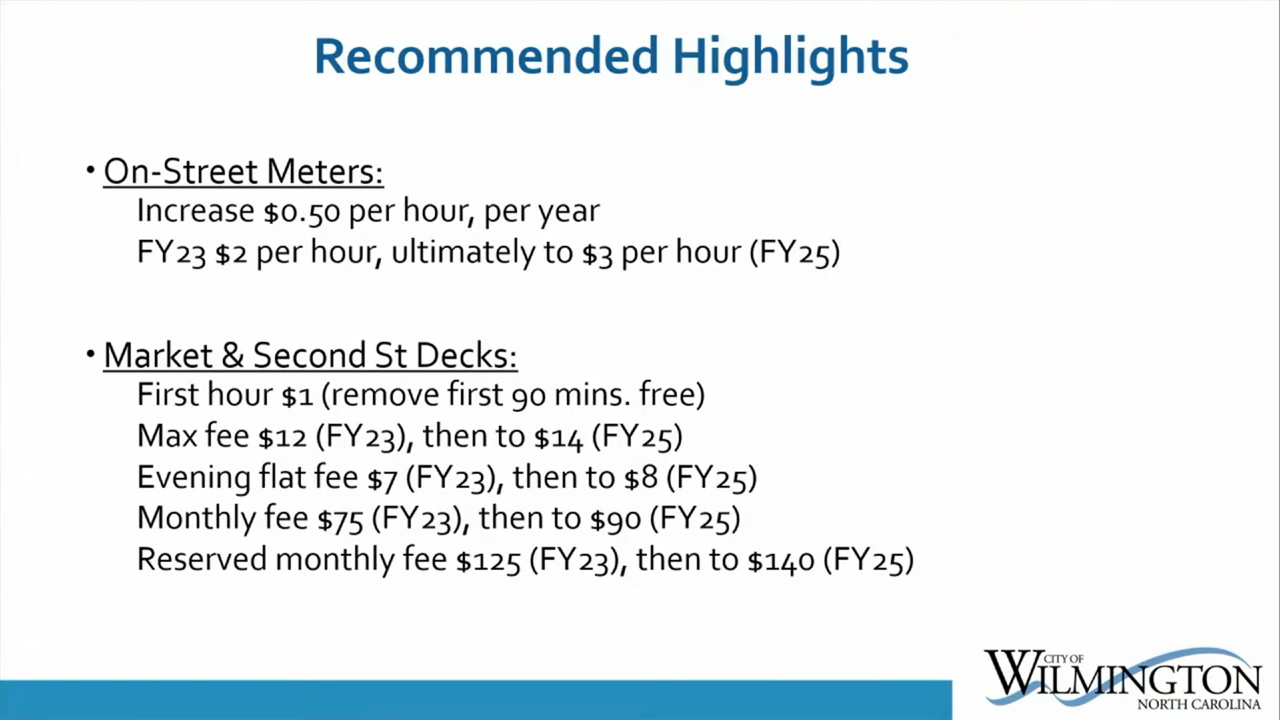 Recommended Highlights
• On-Street Meters:
Increase $0.50 per hour, per year
FY23 $2 per hour, ultimately to $3 per hour (FY25)
• Market & Second St Decks:
First hour $1 (remove first 90 mins. free)
Max fee $12 (FY23), then to $14 (FY25)
Evening flat fee $7 (FY23), then to $8 (FY25)
Monthly fee $75 (FY23), then to $90 (FY25)
Reserved monthly fee $125 (FY23), then to $140 (FY25)
CITY OF
WILMINGTON
NORTH CAROLINA